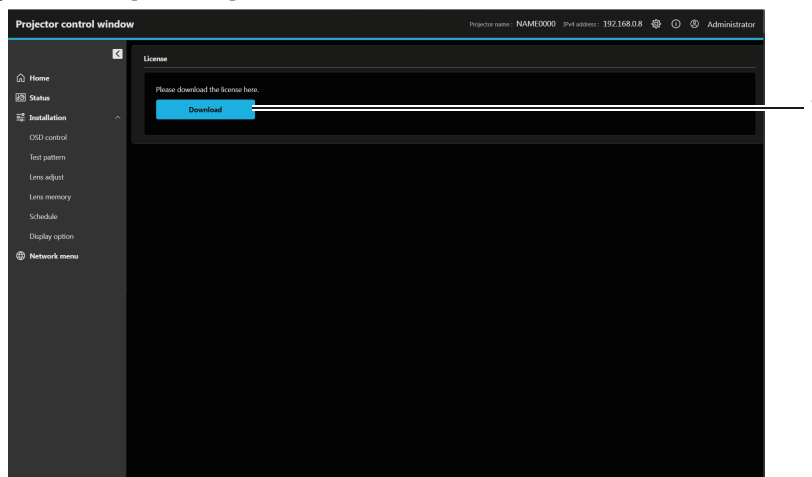 Projector control window
Projector name : NAME0000 IPv4 address : 192.168.0.8 Administrator
License
Home
Please download the license here.
Status
Download
Installation
OSD control
Test pattern
Lens adjust
Lens memory
Schedule
Display option
Network menu